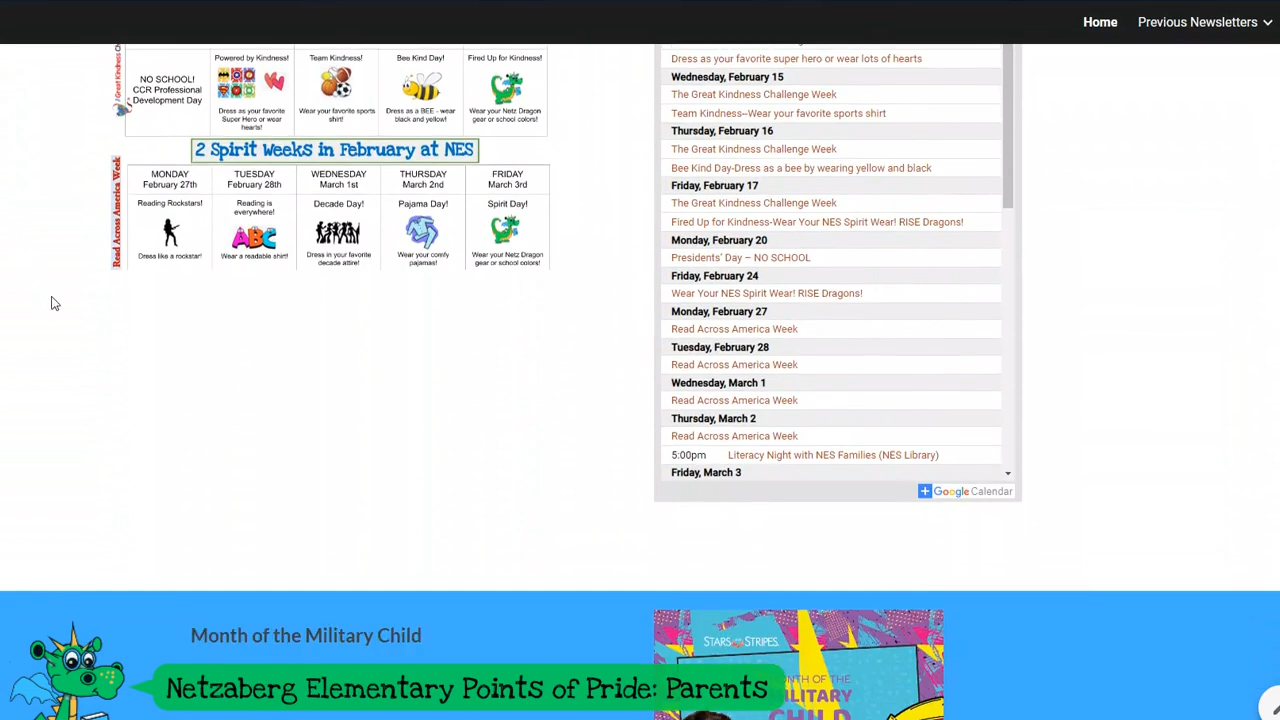 Home
Previous Newsletters
NO SCHOOL!
CCR Professional
Development Day
Powered by Kindness!
Dress as your favorite
Super Hero or wear
hearts!
Team Kindness!
Wear your favorite sports
shirt!
Bee Kind Day!
Dress as a BEE - wear
black and yellow!
Fired Up for Kindness!
Wear your Netz Dragon
gear or school colors!
2 Spirit Weeks in February at NES
Read Across America Week
MONDAY
February 27th
TUESDAY
February 28th
WEDNESDAY
March 1st
THURSDAY
March 2nd
FRIDAY
March 3rd
Reading Rockstars!
Dress like a rockstar!
Reading is
everywhere!
ABC
Wear a readable shirt!
Decade Day!
Dress in your favorite
decade attire!
Pajama Day!
Wear your comfy
pajamas!
Spirit Day!
Wear your Netz Dragon
gear or school colors!
Dress as your favorite super hero or wear lots of hearts
Wednesday, February 15
The Great Kindness Challenge Week
Team Kindness--Wear your favorite sports shirt
Thursday, February 16
The Great Kindness Challenge Week
Bee Kind Day-Dress as a bee by wearing yellow and black
Friday, February 17
The Great Kindness Challenge Week
Fired Up for Kindness-Wear Your NES Spirit Wear! RISE Dragons!
Monday, February 20
Presidents' Day – NO SCHOOL
Friday, February 24
Wear Your NES Spirit Wear! RISE Dragons!
Monday, February 27
Read Across America Week
Tuesday, February 28
Read Across America Week
Wednesday, March 1
Read Across America Week
Thursday, March 2
Read Across America Week
5:00pm Literacy Night with NES Families (NES Library)
Friday, March 3
Google Calendar
Month of the Military Child
Netzaberg Elementary Points of Pride: Parents
STARS STRIPES.
MONTH OF THE
MILITARY
CHILD